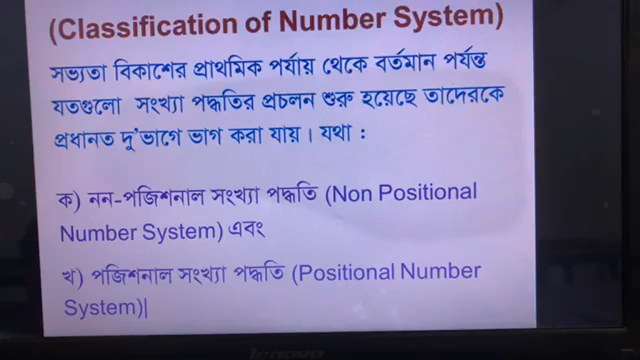 (Classification of Number System)
সভ্যতা বিকাশের প্রাথমিক পর্যায় থেকে বর্তমান পর্যন্ত
যতগুলো সংখ্যা পদ্ধতির প্রচলন শুরু হয়েছে তাদেরকে
প্রধানত দু'ভাগে ভাগ করা যায়। যথা :
ক) নন-পজিশনাল সংখ্যা পদ্ধতি (Non Positional
Number System) এবং
খ) পজিশনাল সংখ্যা পদ্ধতি (Positional Number
System)|
lenovo